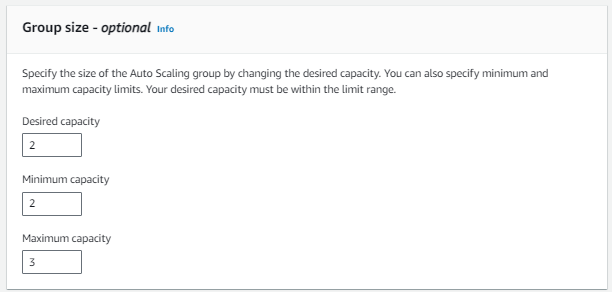 Group size - optional Info
Specify the size of the Auto Scaling group by changing the desired capacity. You can also specify minimum and
maximum capacity limits. Your desired capacity must be within the limit range.
Desired capacity
2
Minimum capacity
2
Maximum capacity
3